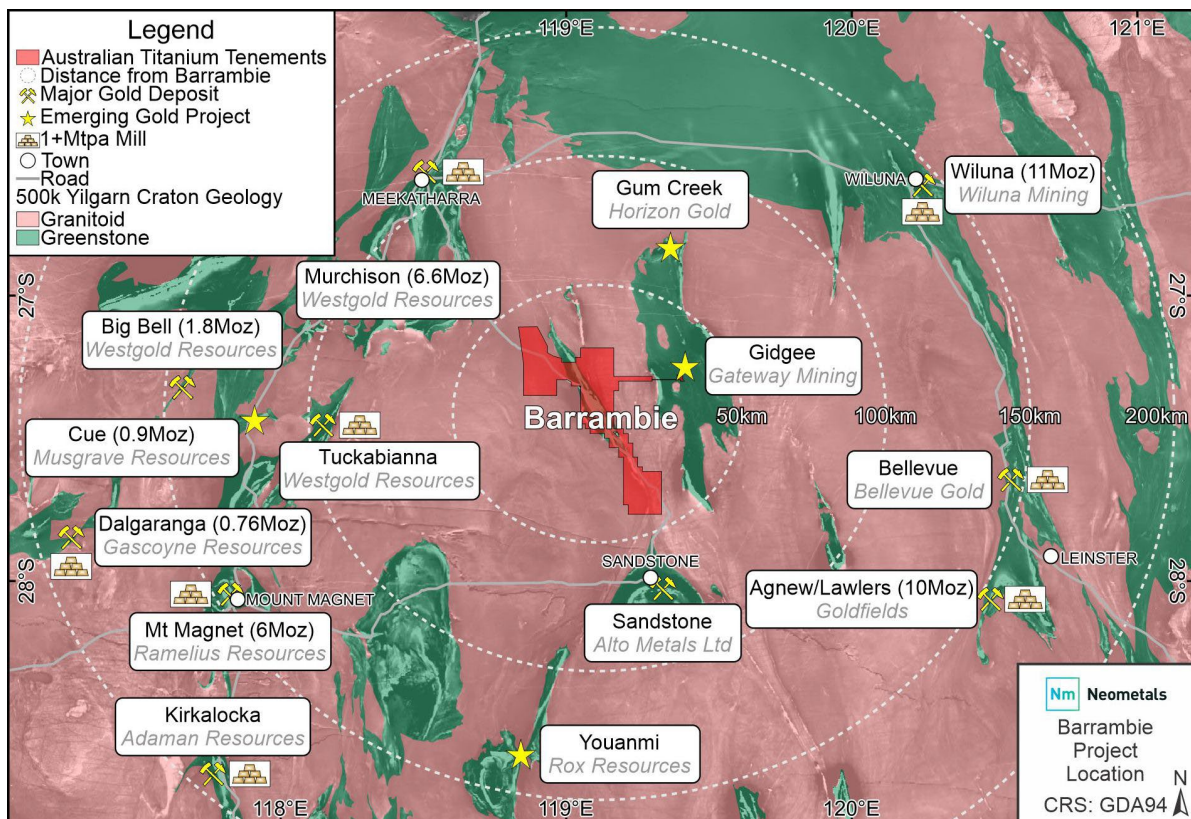 Legend
Australian Titanium Tenements
Distance from Barrambie
Major Gold Deposit
Emerging Gold Project
1+Mtpa Mill
Town
Road
500k Yilgarn Craton Geology
Granitoid
Greenstone
119°E
120°E
121°E
MEEKATHARRA
Gum Creek
Horizon Gold
WILUNA
Wiluna (11Moz)
Wiluna Mining
27°S
27°S
Murchison (6.6Moz)
Westgold Resources
Big Bell (1.8Moz)
Westgold Resources
Gidgee
Gateway Mining
Barrambie
50km
100km
150km
200km
Cue (0.9Moz)
Musgrave Resources
Tuckabianna
Westgold Resources
Bellevue
Bellevue Gold
Dalgaranga (0.76Moz)
Gascoyne Resources
SANDSTONE
LEINSTER
28°S
28°S
MOUNT MAGNET
Agnew/Lawlers (10Moz)
Goldfields
Sandstone
Alto Metals Ltd
Mt Magnet (6Moz)
Ramelius Resources
Kirkalocka
Adaman Resources
Youanmi
Rox Resources
Nm Neometals
Barrambie
Project
Location
CRS: GDA94
N
118°E
119°E
120°E